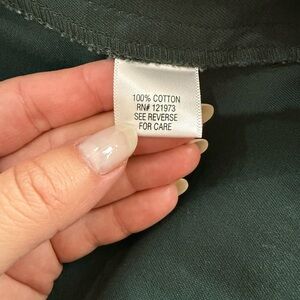 100% COTTON
RN# 121973
SEE REVERSE
FOR CARE